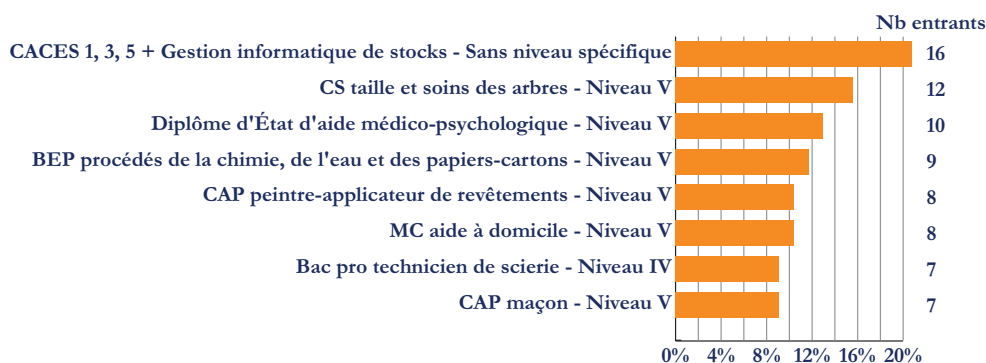 Nb entrants
CACES 1, 3, 5 + Gestion informatique de stocks - Sans niveau spécifique 16
CS taille et soins des arbres - Niveau V 12
Diplôme d'État d'aide médico-psychologique - Niveau V 10
BEP procédés de la chimie, de l'eau et des papiers-cartons - Niveau V 9
CAP peintre-applicateur de revêtements - Niveau V 8
MC aide à domicile - Niveau V 8
Bac pro technicien de scierie - Niveau IV 7
CAP maçon - Niveau V 7
0% 4% 8% 12% 16% 20%